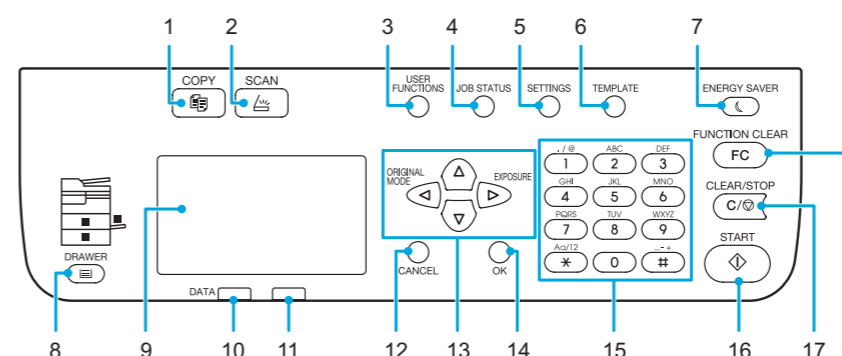 1 2 3 4 5 6 7
COPY SCAN
USER FUNCTIONS JOB STATUS SETTINGS TEMPLATE ENERGY SAVER
FUNCTION CLEAR
FC
ORIGINAL MODE EXPOSURE
. / @ ABC DEF
1 2 3
GHI JKL MNO
4 5 6
PQRS TUV WXYZ
7 8 9
Aa/12 ..- +
* 0 #
CLEAR/STOP
C/
START
DRAWER
CANCEL OK
DATA
8 9 10 11 12 13 14 15 16 17